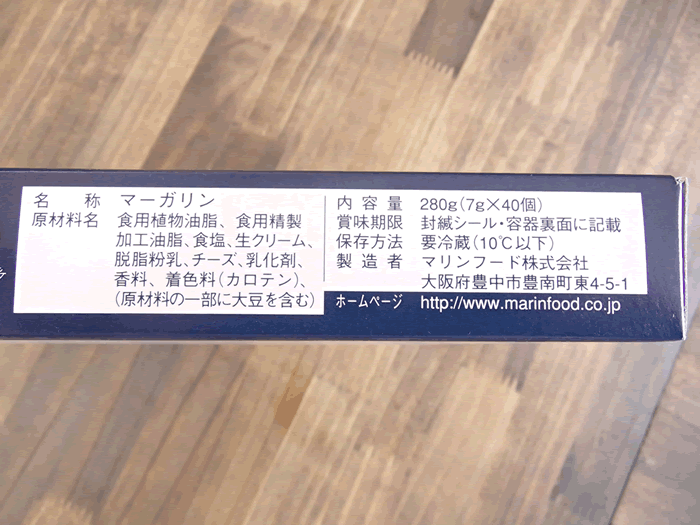 名称 マーガリン
原材料名 食用植物油脂、食用精製
加工油脂、食塩、生クリーム、
脱脂粉乳、チーズ、乳化剤、
香料、着色料(カロテン)、
(原材料の一部に大豆を含む)
内容量 280g(7g×40個)
賞味期限 封緘シール・容器裏面に記載
保存方法 要冷蔵(10℃以下)
製造者 マリンフード株式会社
大阪府豊中市豊南町東4-5-1
ホームページ http://www.marinfood.co.jp